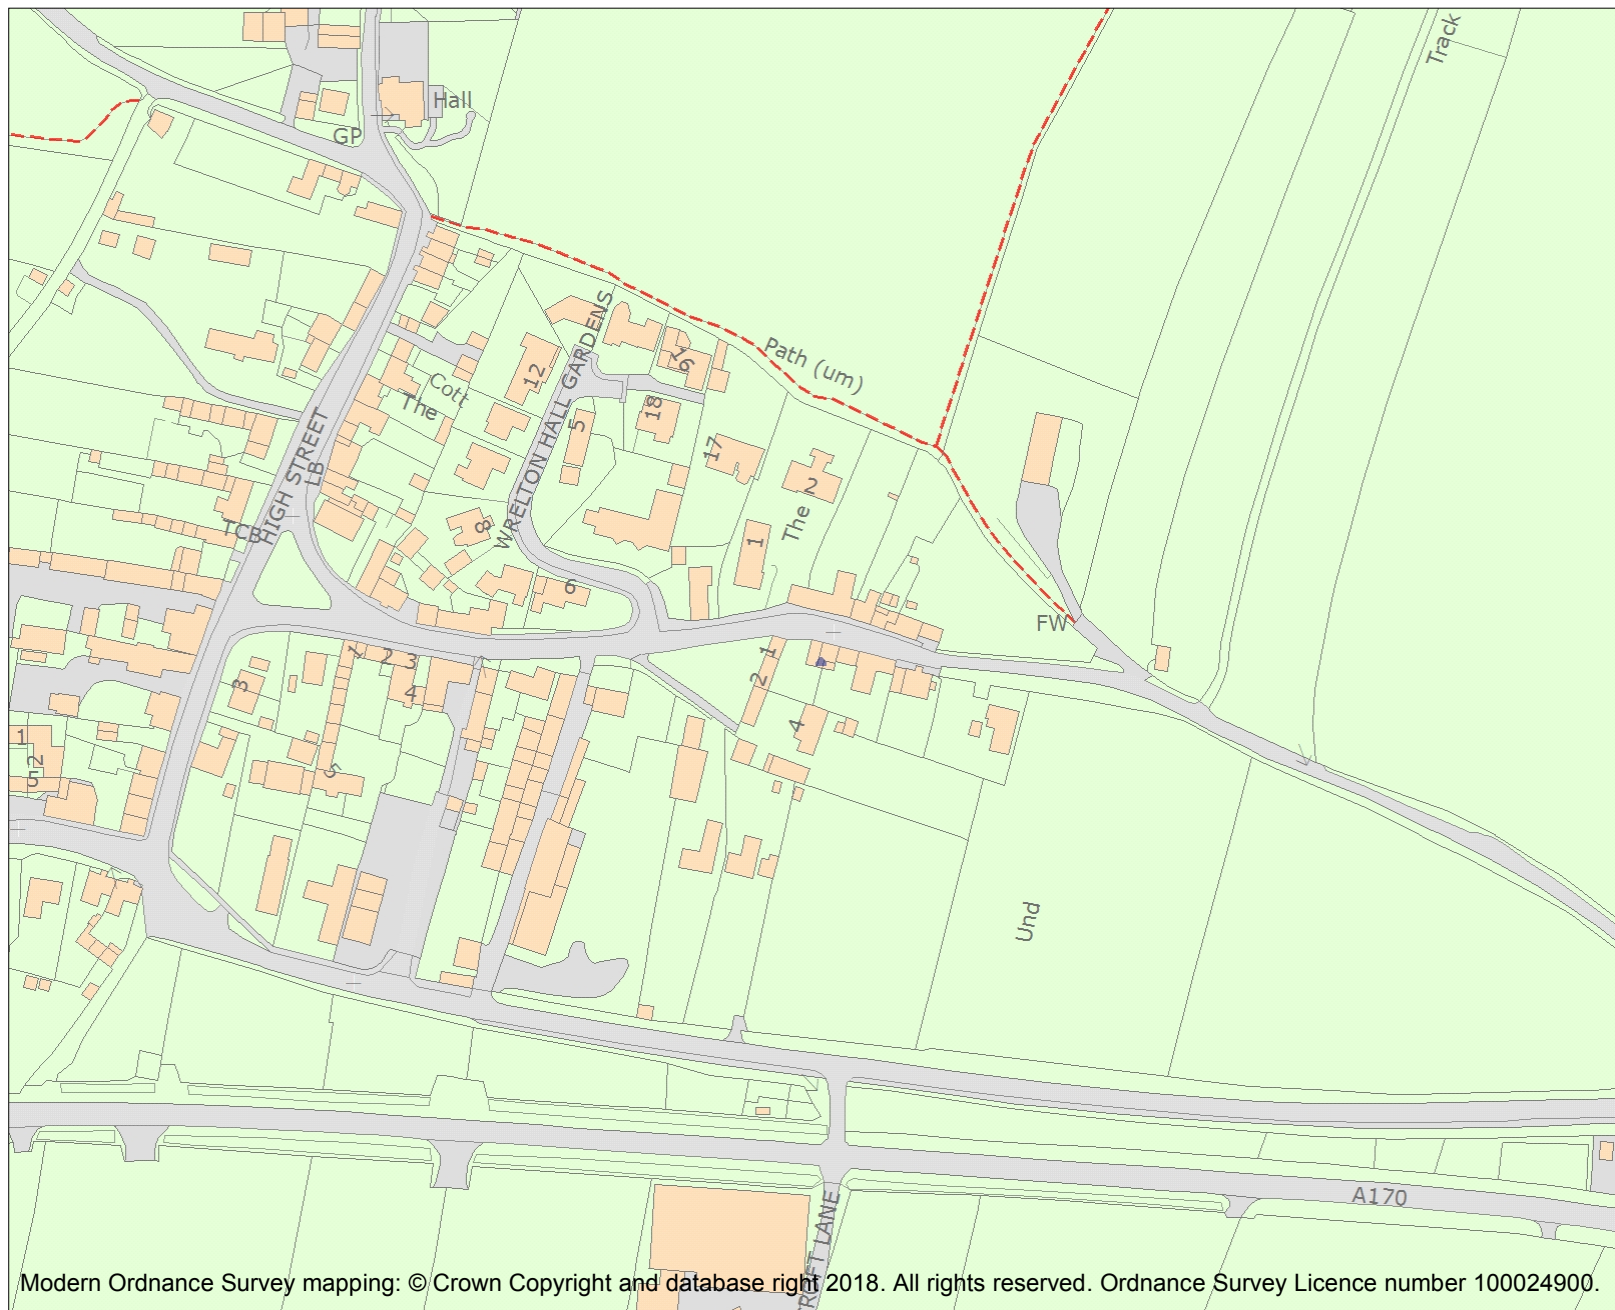 Track
Hall
GP
Path (um)
12
16
Cott
The
WRELTON HALL GARDENS
18
5
17
HIGH STREET
LB
2
The
TCB
8
1
6
FW
1
2
3
4
3
1
2
4
1
2
5
5
Und
A170
CROFT LANE
Modern Ordnance Survey mapping: © Crown Copyright and database right 2018. All rights reserved. Ordnance Survey Licence number 100024900.